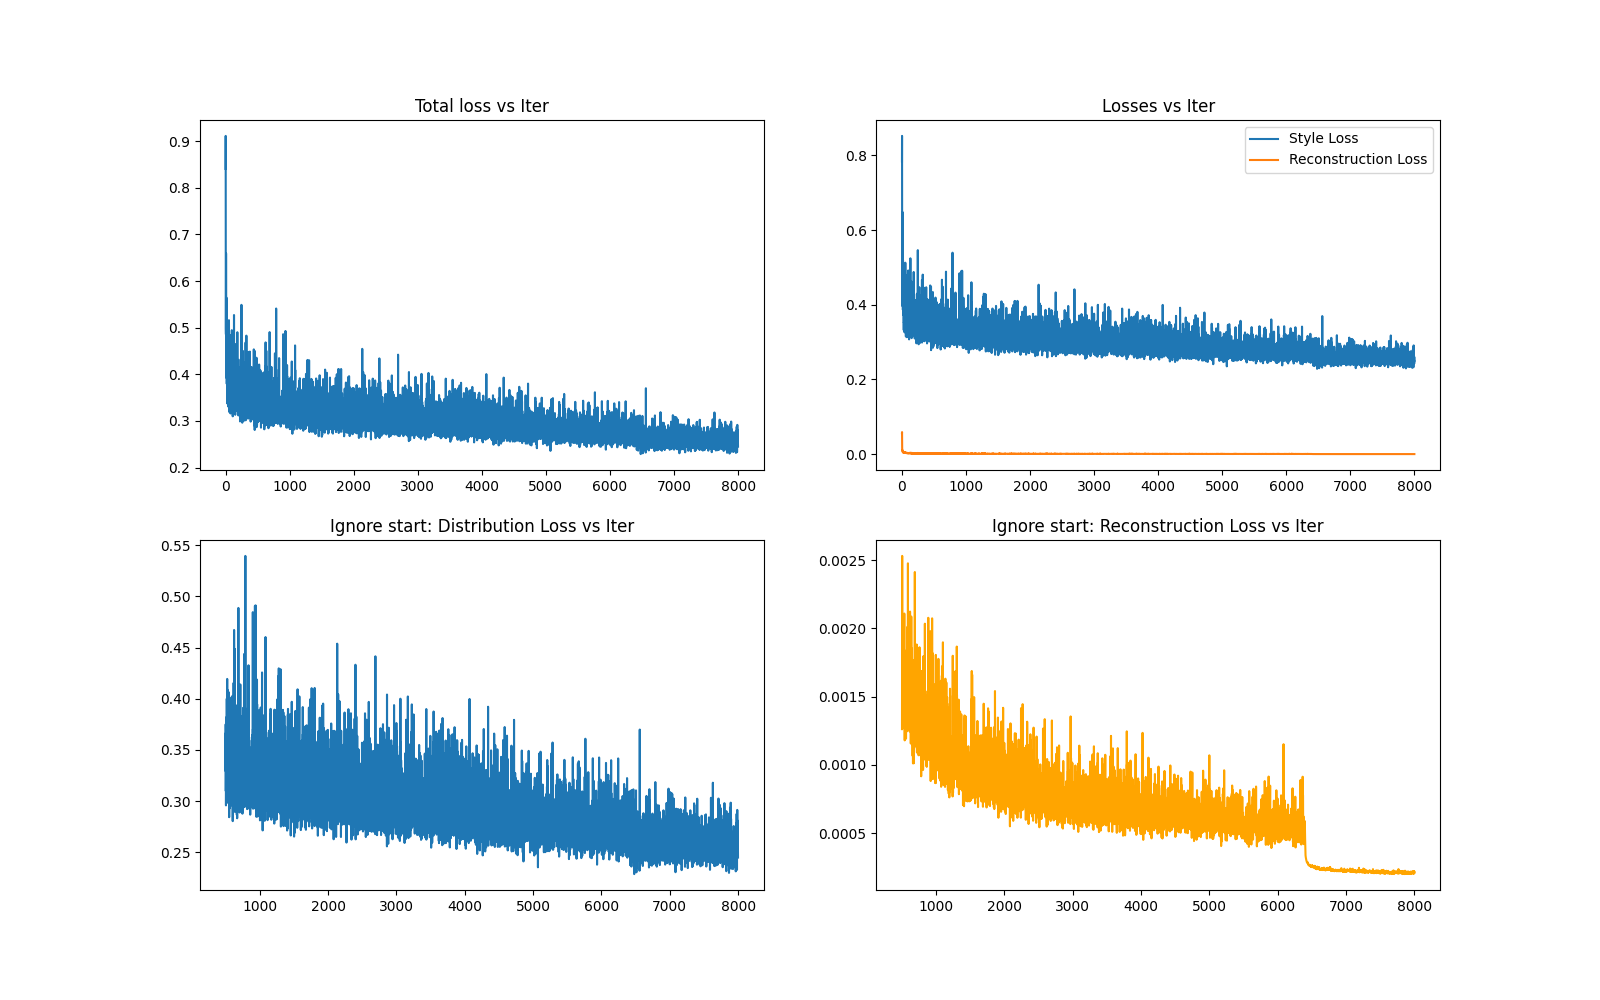 Total loss vs Iter
0.9
0.8
0.7
0.6
0.5
0.4
0.3
0.2
0 1000 2000 3000 4000 5000 6000 7000 8000
Losses vs Iter
Style Loss
Reconstruction Loss
0.8
0.6
0.4
0.2
0.0
0 1000 2000 3000 4000 5000 6000 7000 8000
Ignore start: Distribution Loss vs Iter
0.55
0.50
0.45
0.40
0.35
0.30
0.25
1000 2000 3000 4000 5000 6000 7000 8000
Ignore start: Reconstruction Loss vs Iter
0.0025
0.0020
0.0015
0.0010
0.0005
1000 2000 3000 4000 5000 6000 7000 8000